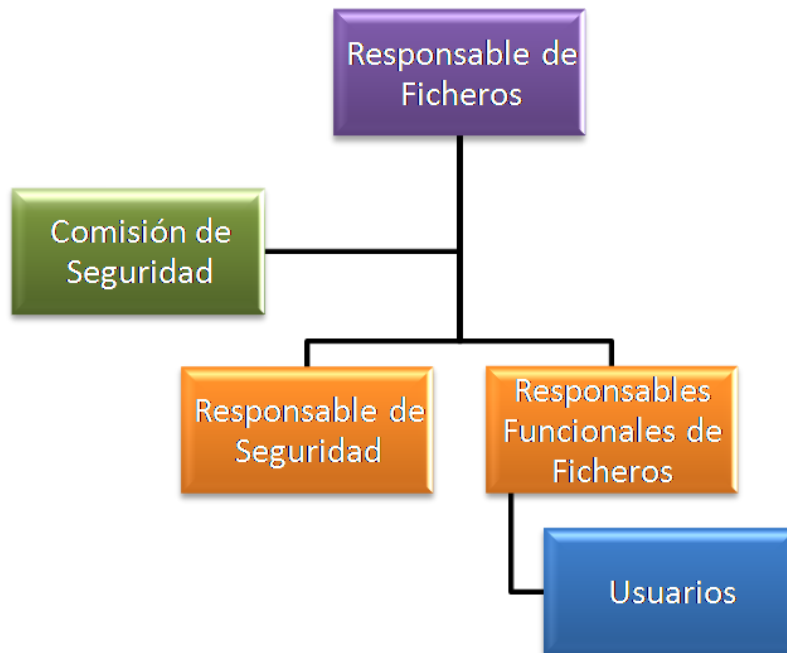 Responsable de
Ficheros
Comisión de
Seguridad
Responsable de
Seguridad
Responsables
Funcionales de
Ficheros
Usuarios